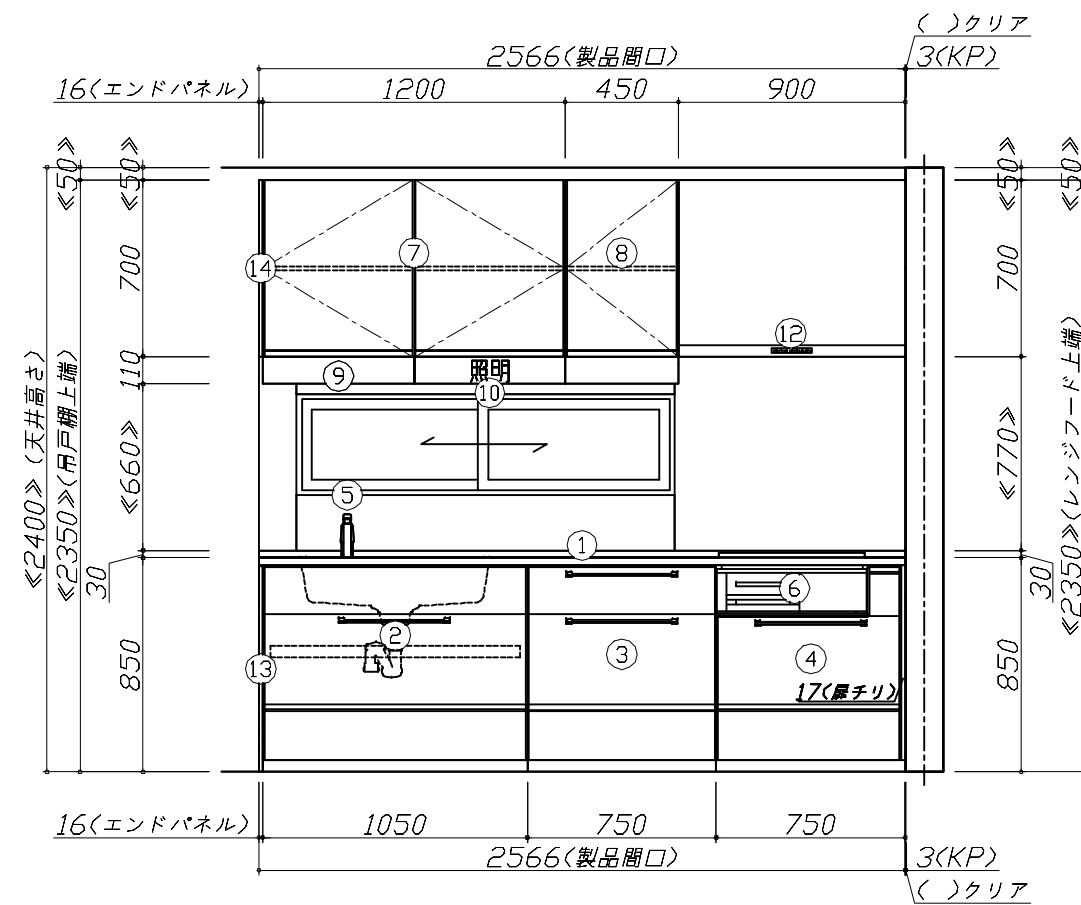 ( )クリア
2566(製品間口)
3(KP)
16(エンドパネル)
1200
450
900
≪50≫
≪50≫
≪50≫
≪50≫
700
700
14
7
8
12
110
9
照明
10
≪2400≫(天井高さ)
≪2350≫(吊戸棚上端)
≪660≫
≪770≫
≪2350≫(レンジフード上端)
5
1
30
30
6
2
3
4
13
17(扉チリ)
850
850
16(エンドパネル)
1050
750
750
2566(製品間口)
3(KP)
( )クリア